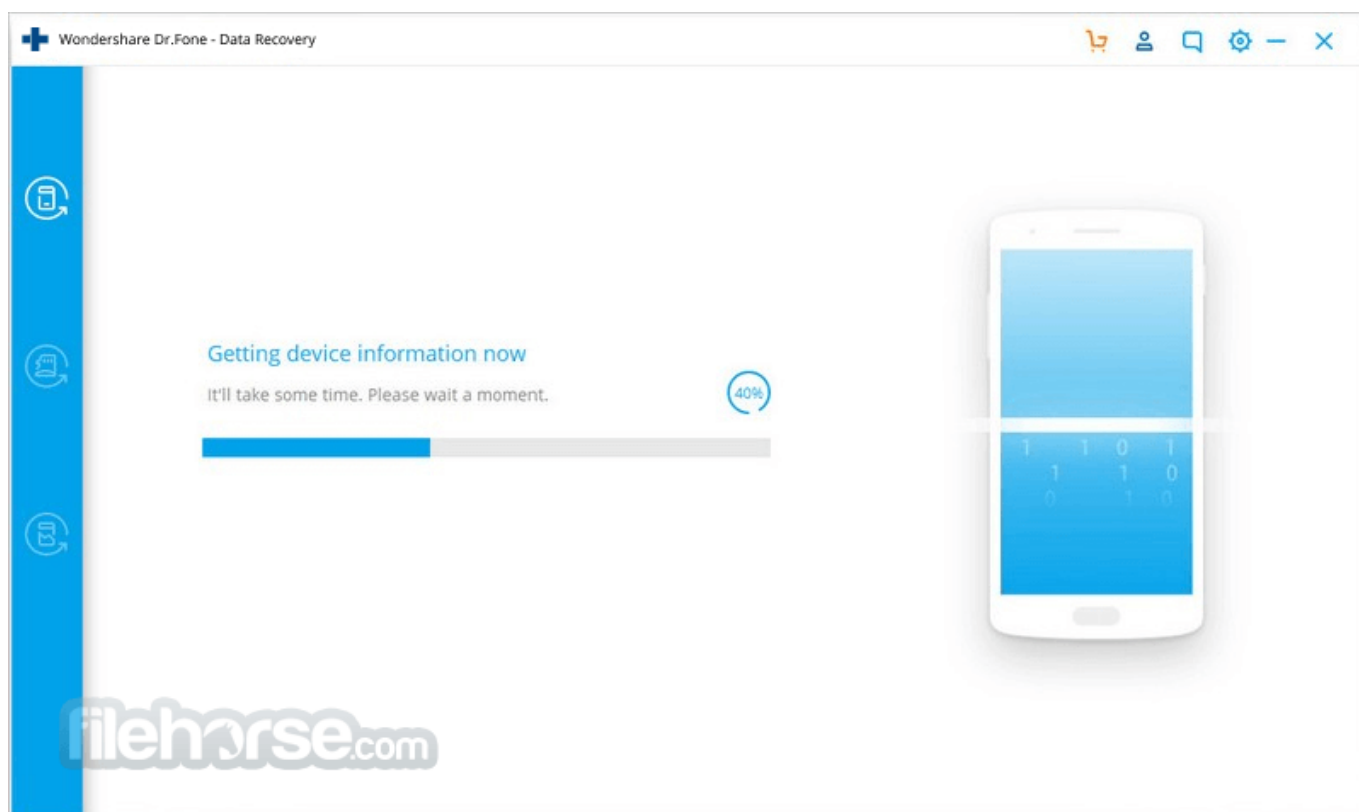 Wondershare Dr.Fone - Data Recovery
Getting device information now
It'll take some time. Please wait a moment.
40%
1 1 0 1
1 1 0
0 1 0
filehorse.com